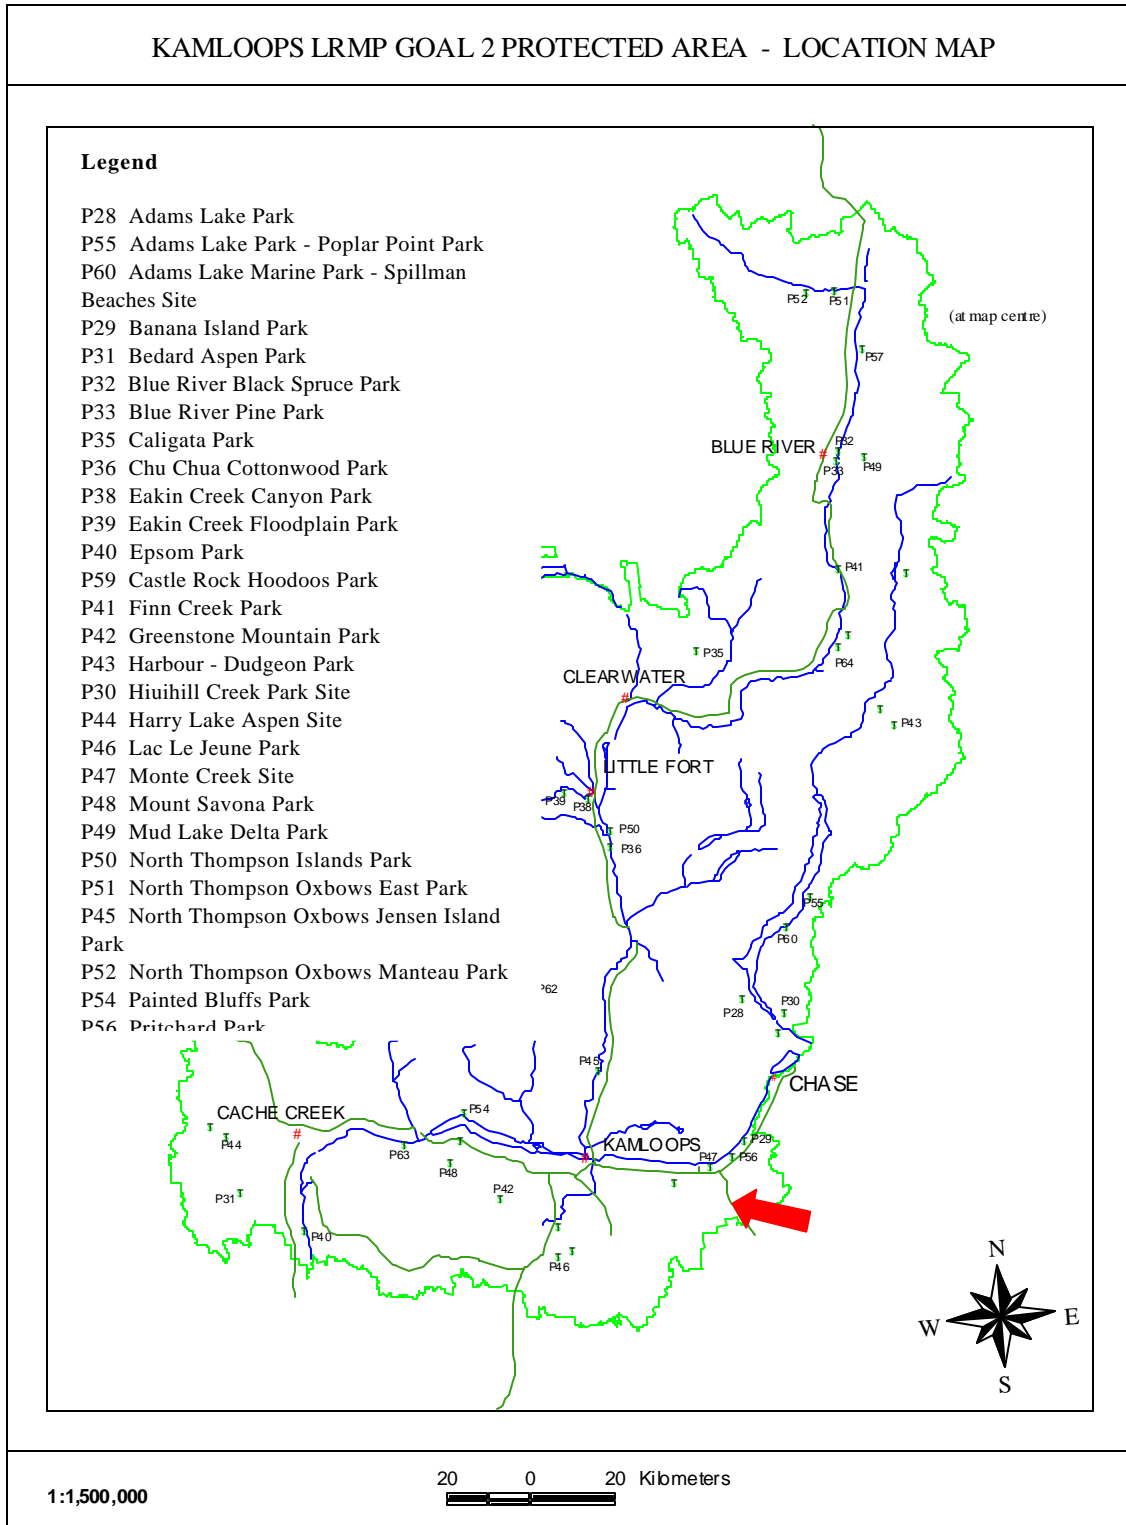 KAMLOOPS LRMP GOAL 2 PROTECTED AREA - LOCATION MAP
Legend
P28 Adams Lake Park
P55 Adams Lake Park - Poplar Point Park
P60 Adams Lake Marine Park - Spillman
Beaches Site
P29 Banana Island Park
P31 Bedard Aspen Park
P32 Blue River Black Spruce Park
P33 Blue River Pine Park
P35 Caligata Park
P36 Chu Chua Cottonwood Park
P38 Eakin Creek Canyon Park
P39 Eakin Creek Floodplain Park
P40 Epsom Park
P59 Castle Rock Hoodoos Park
P41 Finn Creek Park
P42 Greenstone Mountain Park
P43 Harbour - Dudgeon Park
P30 Hiuihill Creek Park Site
P44 Harry Lake Aspen Site
P46 Lac Le Jeune Park
P47 Monte Creek Site
P48 Mount Savona Park
P49 Mud Lake Delta Park
P50 North Thompson Islands Park
P51 North Thompson Oxbows East Park
P45 North Thompson Oxbows Jensen Island
Park
P52 North Thompson Oxbows Manteau Park
P54 Painted Bluffs Park
P56 Pritchard Park
P52
P51
(at map centre)
P57
BLUE RIVER
#
P32
P33
P49
P41
P64
P35
CLEARWATER
#
P43
LITTLE FORT
#
P39
P38
P50
P36
P55
P60
P62
P28
P30
P45
CHASE
#
CACHE CREEK
#
P54
P44
P63
KAMLOOPS
#
P48
P47
P29
P56
P31
P42
P40
P46
N
W
E
S
1:1,500,000
20 0 20 Kilometers